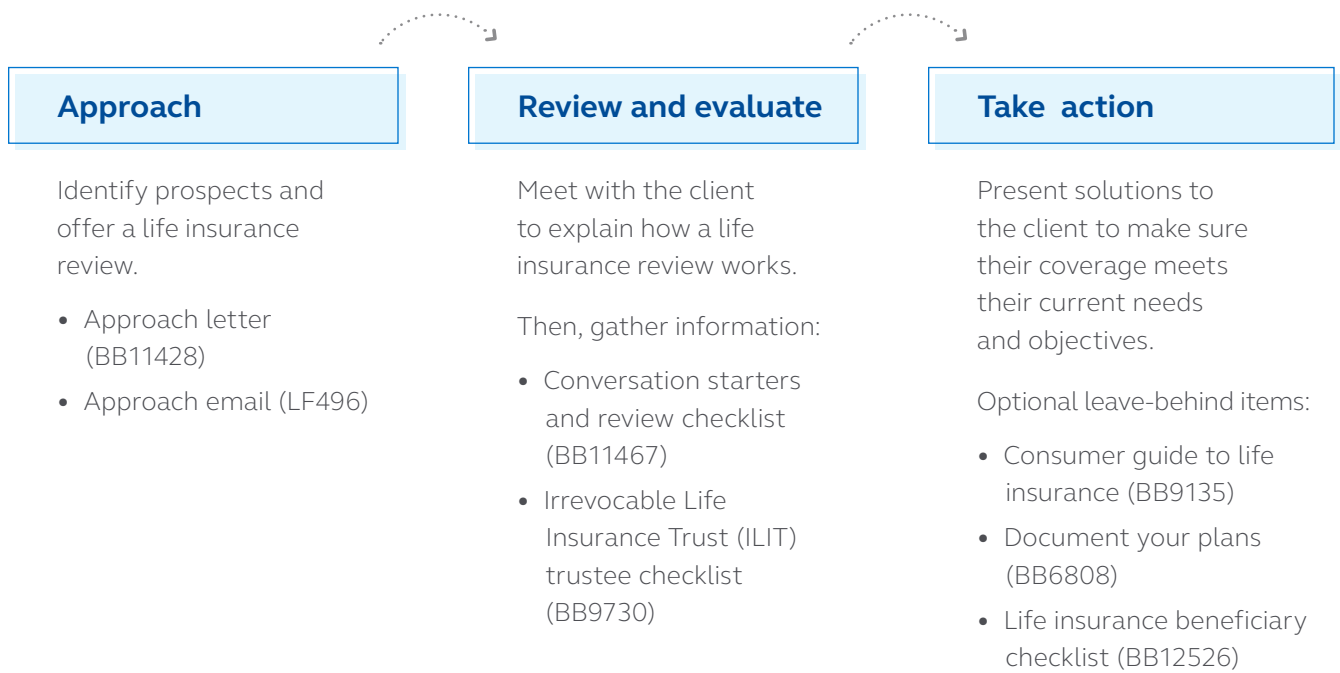 Approach
Identify prospects and
offer a life insurance
review.
• Approach letter
(BB11428)
• Approach email (LF496)
Review and evaluate
Meet with the client
to explain how a life
insurance review works.
Then, gather information:
• Conversation starters
and review checklist
(BB11467)
• Irrevocable Life
Insurance Trust (ILIT)
trustee checklist
(BB9730)
Take action
Present solutions to
the client to make sure
their coverage meets
their current needs
and objectives.
Optional leave-behind items:
• Consumer guide to life
insurance (BB9135)
• Document your plans
(BB6808)
• Life insurance beneficiary
checklist (BB12526)